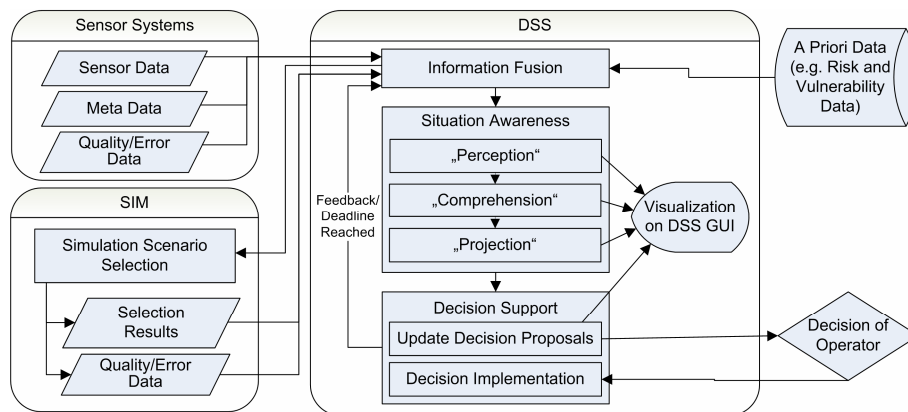 Sensor Systems
Sensor Data
Meta Data
Quality/Error
Data
SIM
Simulation Scenario
Selection
Selection
Results
Quality/Error
Data
DSS
Information Fusion
Situation Awareness
„Perception“
„Comprehension“
„Projection“
Feedback/
Deadline
Reached
Visualization
on DSS GUI
Decision Support
Update Decision Proposals
Decision Implementation
A Priori Data
(e.g. Risk and
Vulnerability
Data)
Decision of
Operator